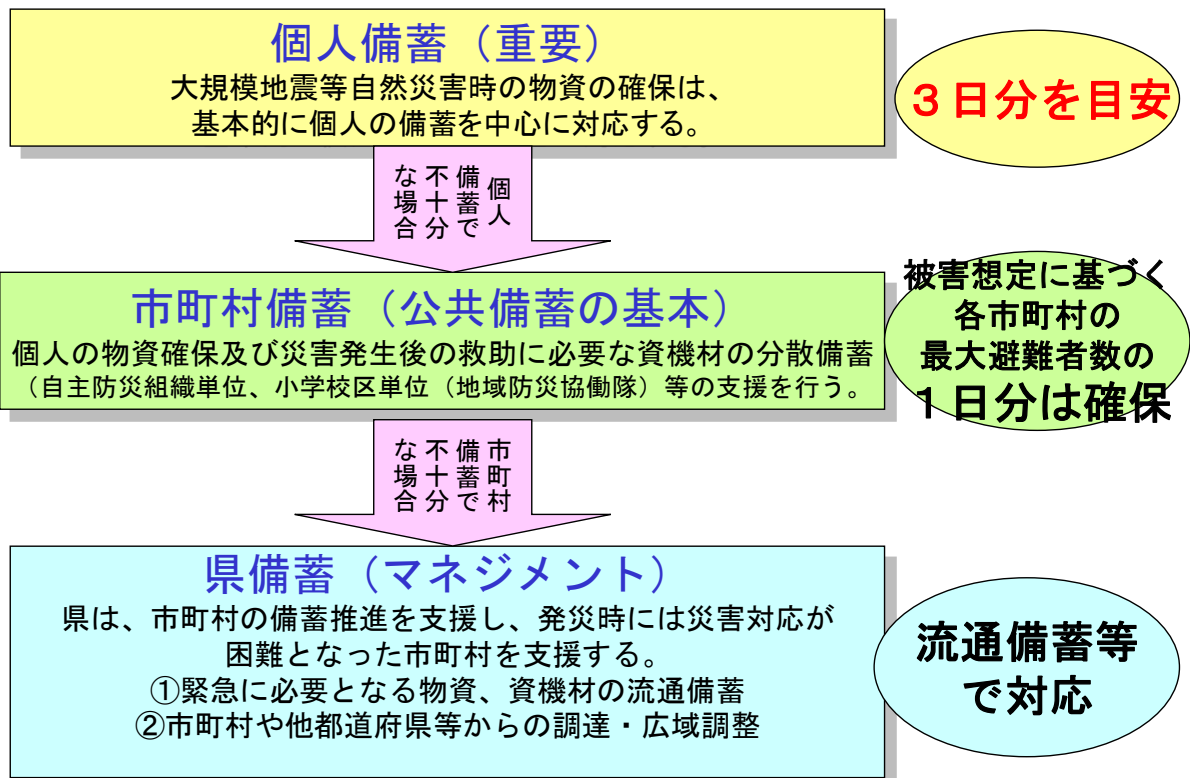 個人備蓄（重要）
大規模地震等自然災害時の物資の確保は、
基本的に個人の備蓄を中心に対応する。
３日分を目安
個人
備蓄で
不十分
な場合
市町村備蓄（公共備蓄の基本）
個人の物資確保及び災害発生後の救助に必要な資機材の分散備蓄
（自主防災組織単位、小学校区単位（地域防災協働隊）等の支援を行う。
被害想定に基づく
各市町村の
最大避難者数の
１日分は確保
市町村
備蓄で
不十分
な場合
県備蓄（マネジメント）
県は、市町村の備蓄推進を支援し、発災時には災害対応が
困難となった市町村を支援する。
①緊急に必要となる物資、資機材の流通備蓄
②市町村や他都道府県等からの調達・広域調整
流通備蓄等
で対応